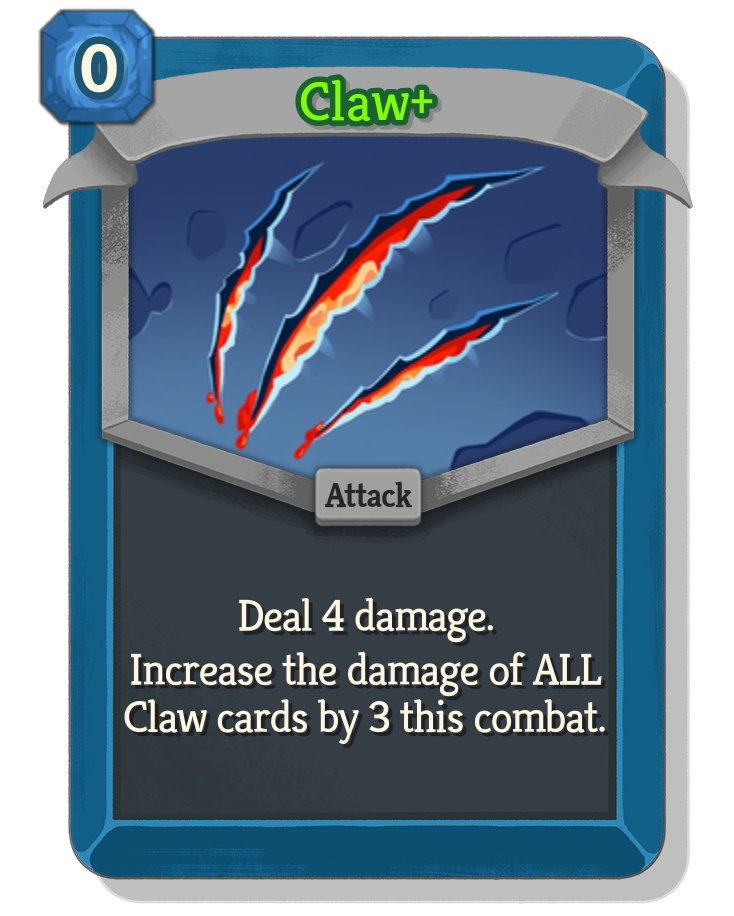 0
Claw+
Attack
Deal 4 damage.
Increase the damage of ALL
Claw cards by 3 this combat.